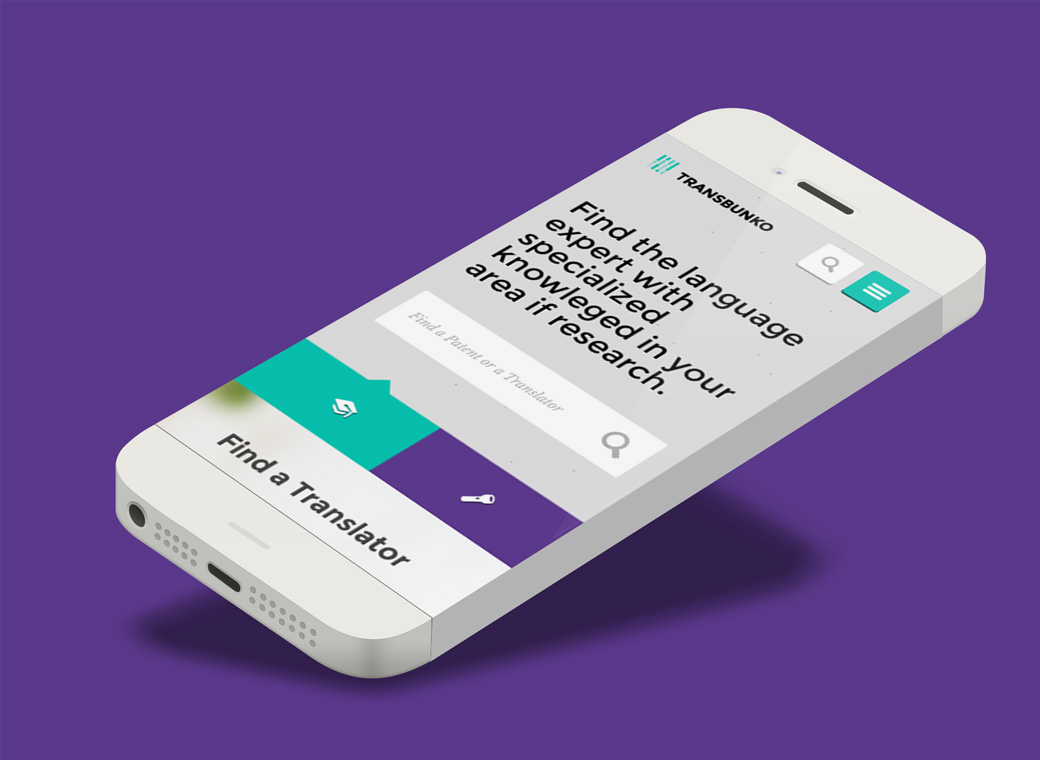 TRANSBUNKO
Find the language
expert with
specialized
knowleged in your
area if research.
Find a Patent or a Translator
Find a Translator